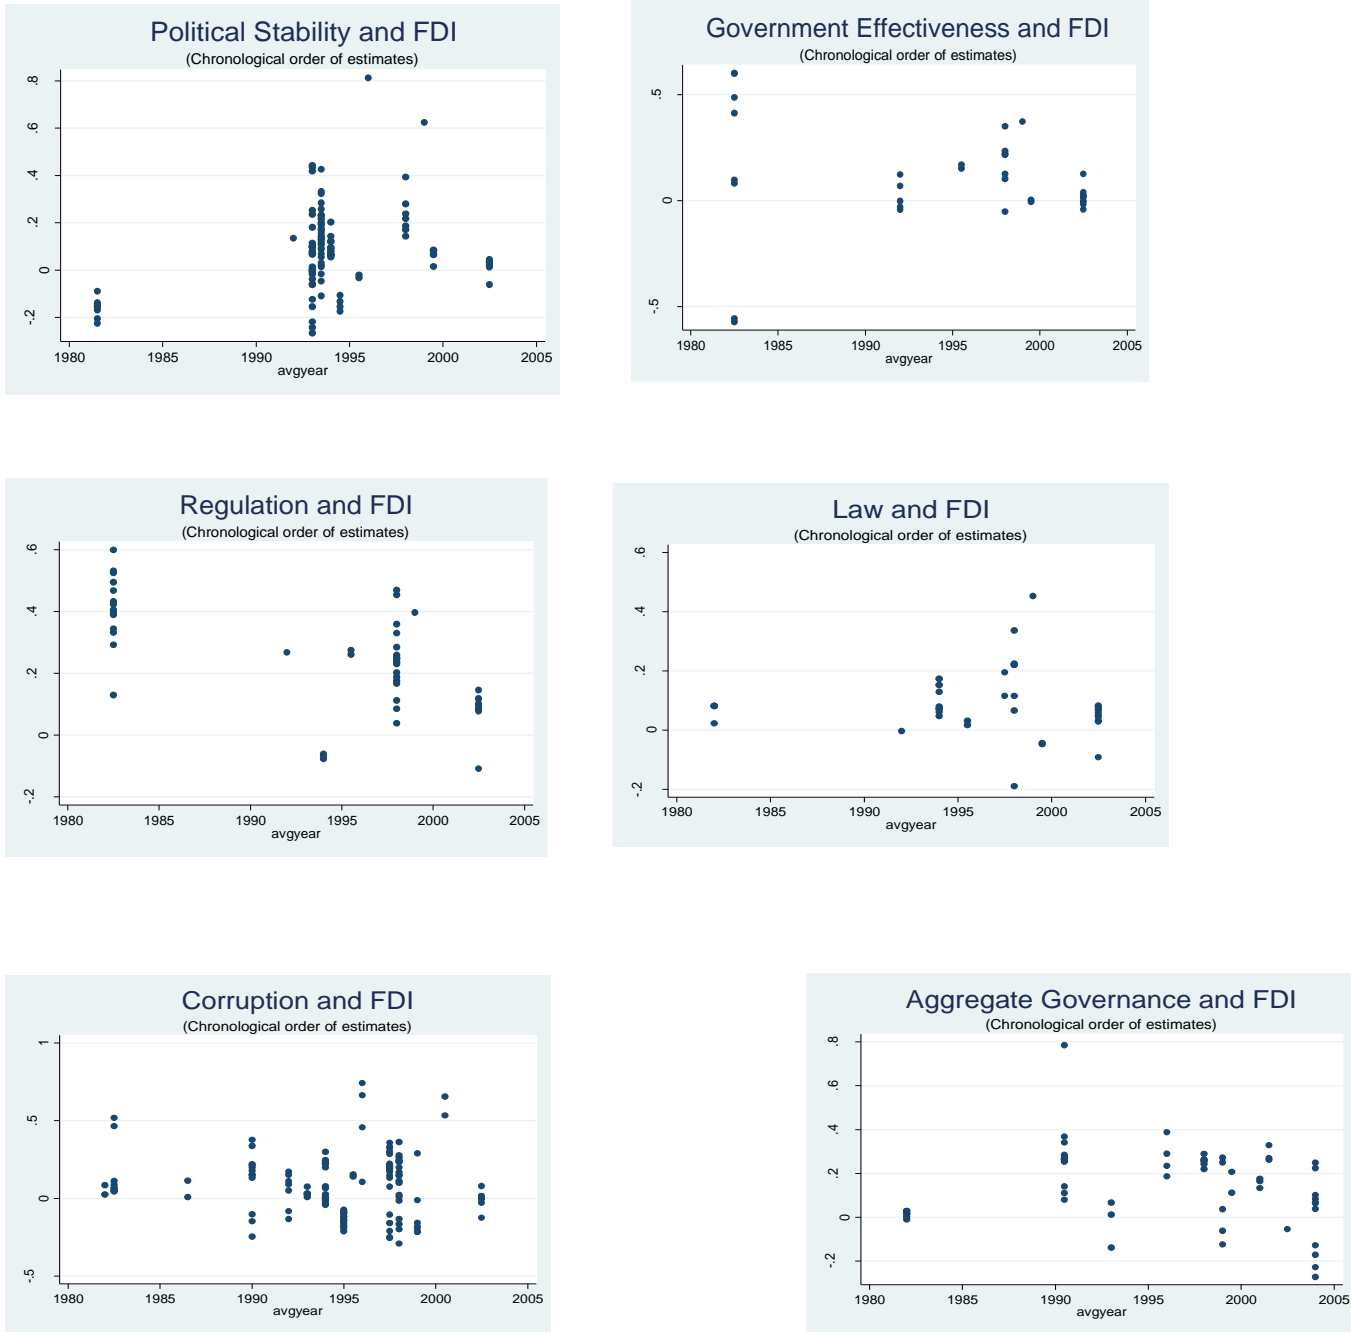 Political Stability and FDI
(Chronological order of estimates)
.8
.6
.4
.2
0
-.2
1980 1985 1990 1995 2000 2005
avgyear
Government Effectiveness and FDI
(Chronological order of estimates)
.5
0
-.5
1980 1985 1990 1995 2000 2005
avgyear
Regulation and FDI
(Chronological order of estimates)
.6
.4
.2
0
-.2
1980 1985 1990 1995 2000 2005
avgyear
Law and FDI
(Chronological order of estimates)
.6
.4
.2
0
-.2
1980 1985 1990 1995 2000 2005
avgyear
Corruption and FDI
(Chronological order of estimates)
1
.5
0
-.5
1980 1985 1990 1995 2000 2005
avgyear
Aggregate Governance and FDI
(Chronological order of estimates)
.8
.6
.4
.2
0
-.2
1980 1985 1990 1995 2000 2005
avgyear